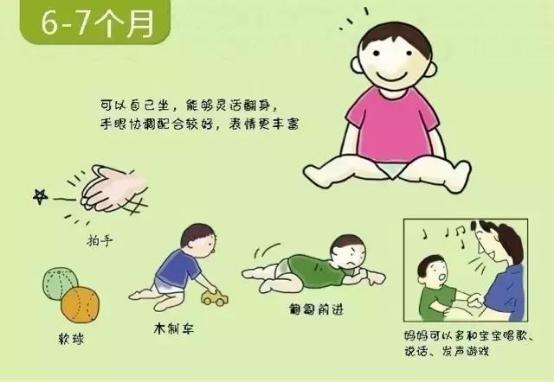 6-7个月
可以自己坐，能够灵活翻身，
手眼协调配合较好，表情更丰富
拍手
软球
木制车
匍匐前进
妈妈可以多和宝宝唱歌、
说话、发声游戏